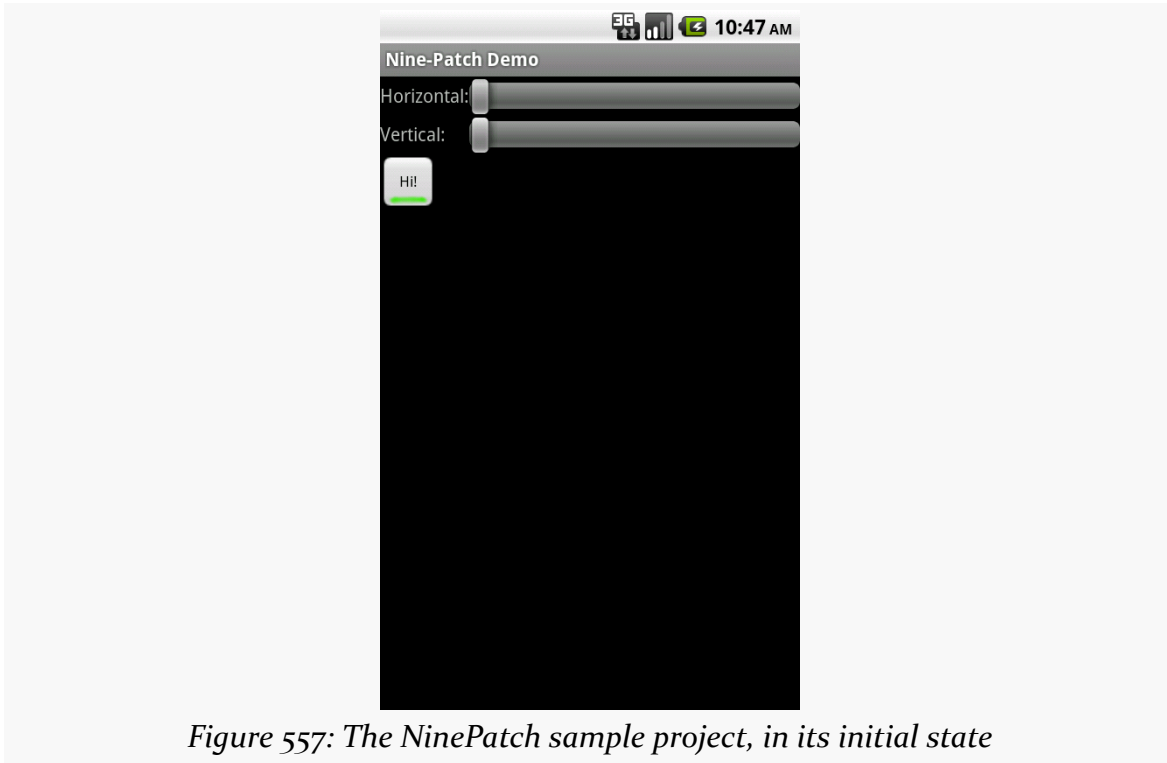 3G 10:47 AM
Nine-Patch Demo
Horizontal:
Vertical:
Hi!
Figure 557: The NinePatch sample project, in its initial state